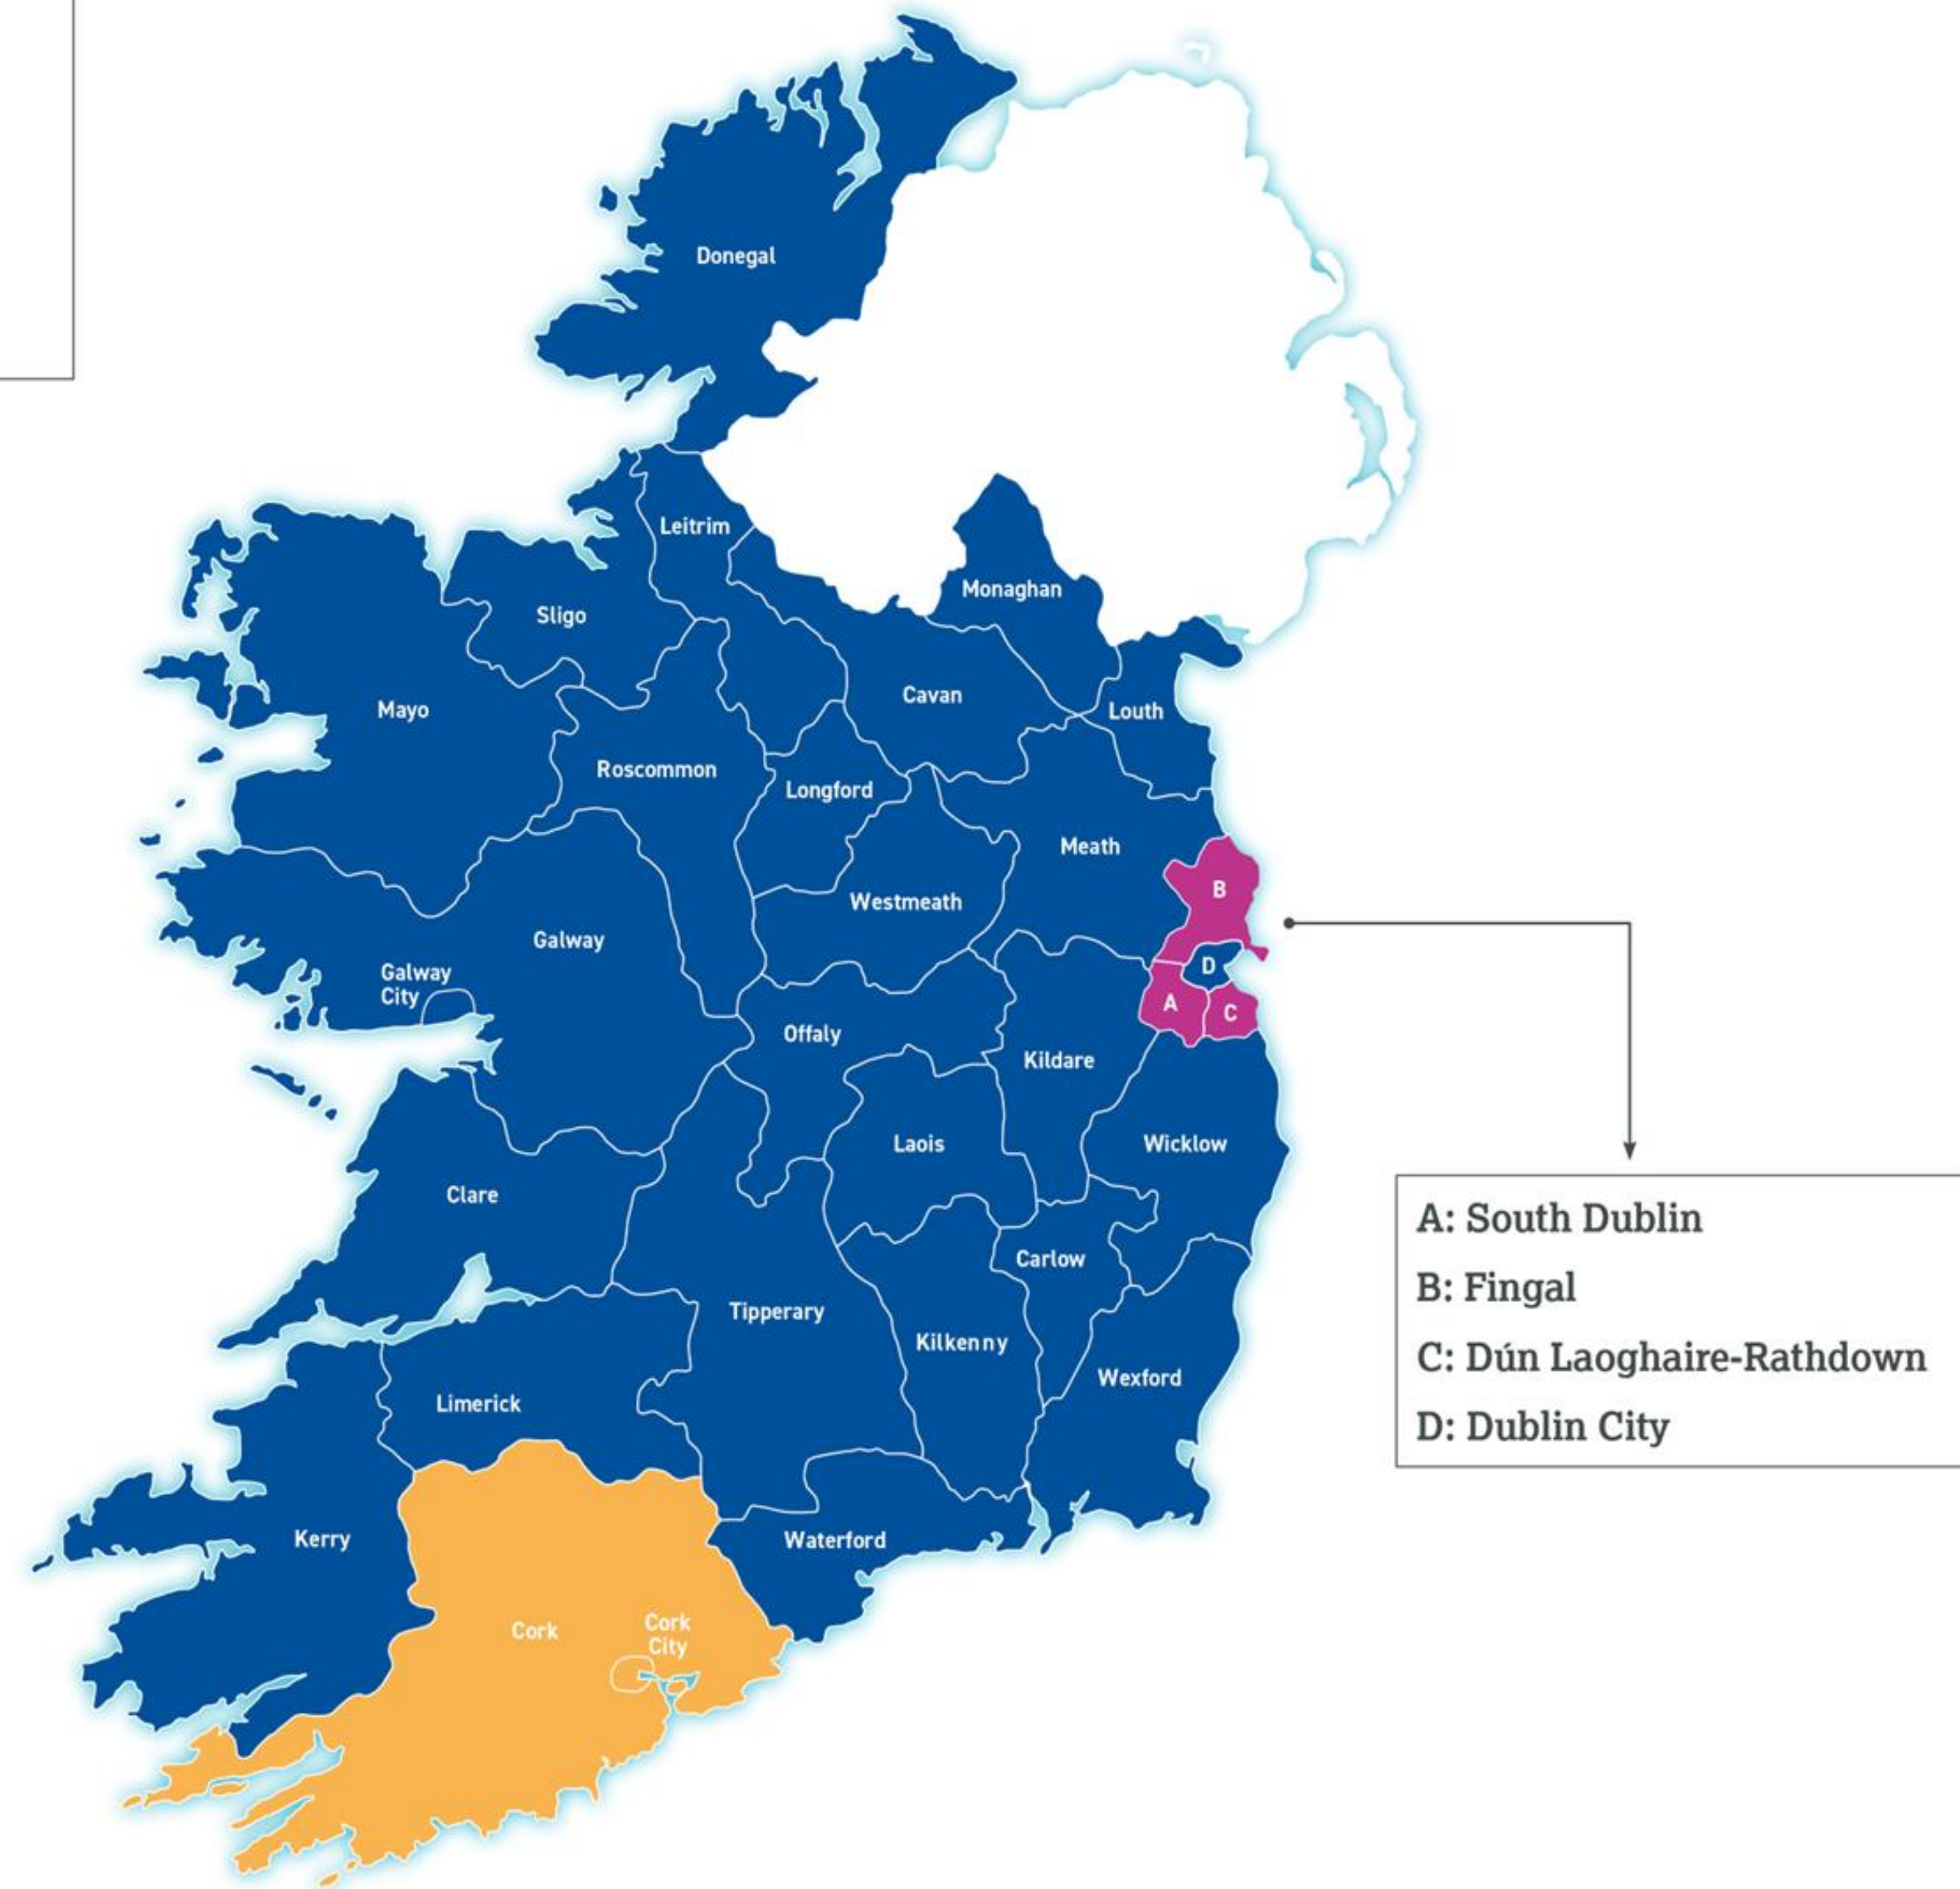 Donegal
Leitrim
Monaghan
Sligo
Cavan
Mayo
Louth
Roscommon
Longford
Meath
B
Westmeath
Galway
D
Galway
City
A
C
Offaly
Kildare
Laois
Wicklow
Clare
A: South Dublin
Carlow
B: Fingal
Tipperary
Kilkenny
C: Dún Laoghaire-Rathdown
Wexford
Limerick
D: Dublin City
Kerry
Waterford
Cork
Cork
City